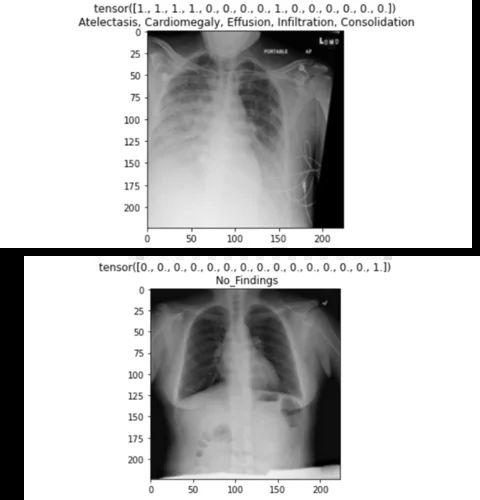 tensor([1., 1., 1., 1., 0., 0., 0., 0., 1., 0., 0., 0., 0., 0., 0.])
Atelectasis, Cardiomegaly, Effusion, Infiltration, Consolidation
0
PORTABLE AP
25
50
75
100
125
150
175
200
0 50 100 150 200
tensor([0., 0., 0., 0., 0., 0., 0., 0., 0., 0., 0., 0., 0., 0., 1.])
No_Findings
0
25
50
75
100
125
150
175
200
0 50 100 150 200